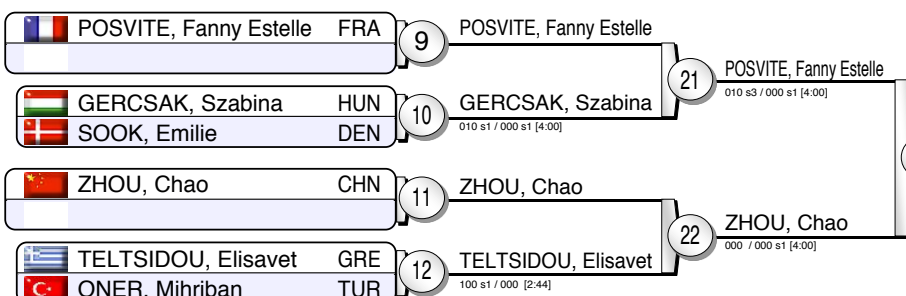 POSVITE, Fanny Estelle FRA
9
POSVITE, Fanny Estelle
21
POSVITE, Fanny Estelle
010 s3 / 000 s1 [4:00]
GERCSAK, Szabina HUN
SOOK, Emilie DEN
10
GERCSAK, Szabina
010 s1 / 000 s1 [4:00]
ZHOU, Chao CHN
11
ZHOU, Chao
22
ZHOU, Chao
000 / 000 s1 [4:00]
TELTSIDOU, Elisavet GRE
ONER, Mihriban TUR
12
TELTSIDOU, Elisavet
100 s1 / 000 [2:44]